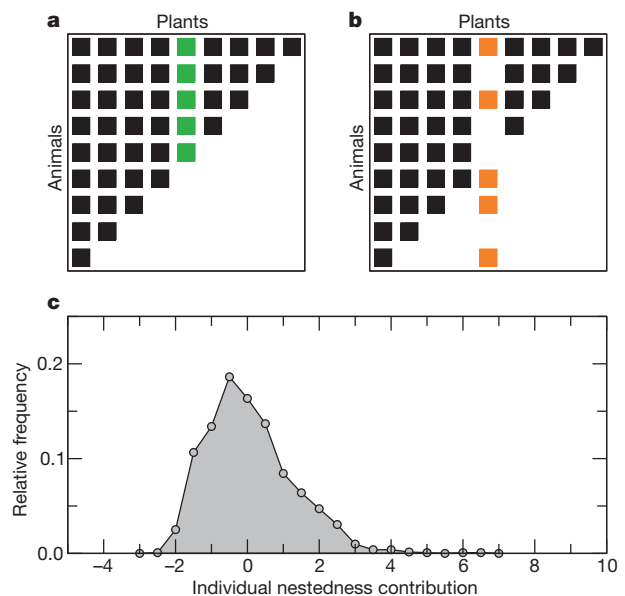 a
Plants
Animals
b
Plants
Animals
c
Relative frequency
0.2
0.1
0.0
−4 −2 0 2 4 6 8 10
Individual nestedness contribution